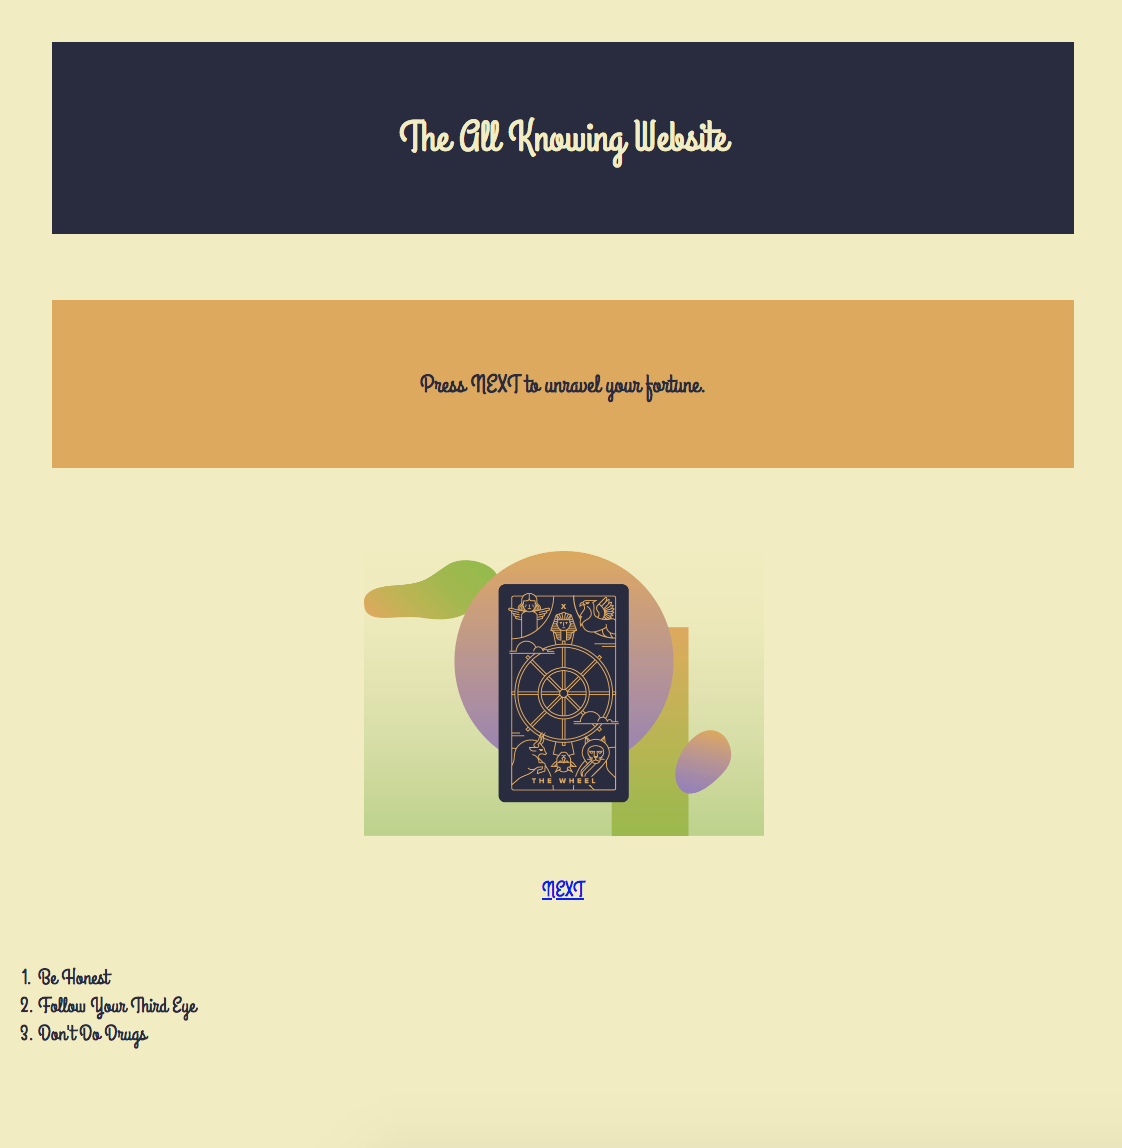 The All Knowing Website
Press NEXT to unravel your fortune.
X
THE WHEEL
NEXT
1. Be Honest
2. Follow Your Third Eye
3. Don't Do Drugs